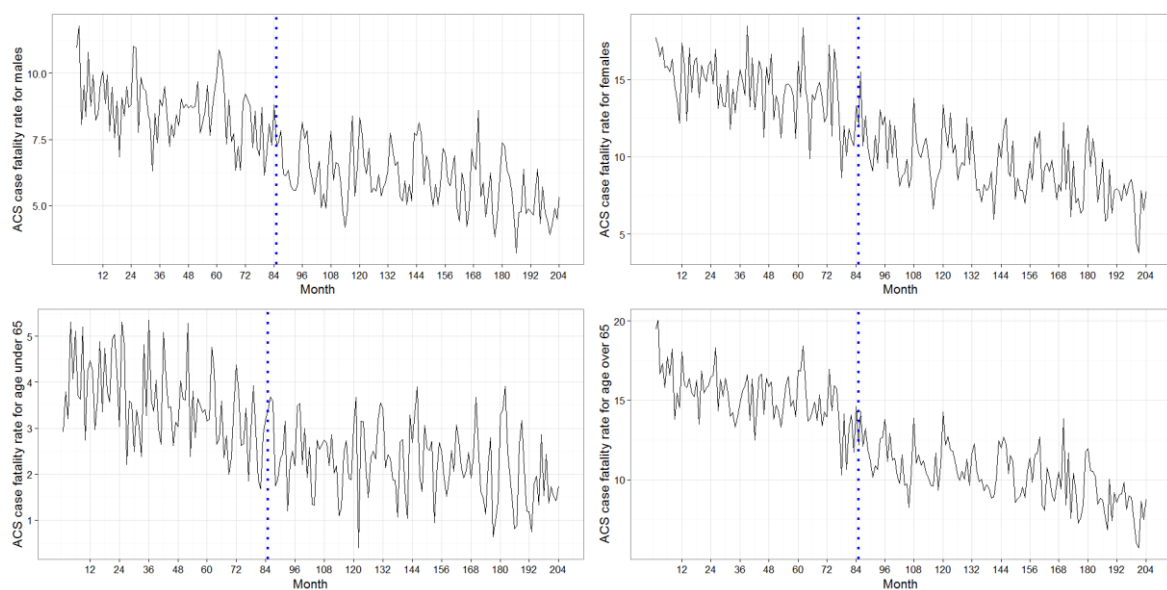 ACS case fatality rate for males
10.0
7.5
5.0
12 24 36 48 60 72 84 96 108 120 132 144 156 168 180 192 204
Month
ACS case fatality rate for females
15
10
5
12 24 36 48 60 72 84 96 108 120 132 144 156 168 180 192 204
Month
ACS case fatality rate for age under 65
5
4
3
2
1
12 24 36 48 60 72 84 96 108 120 132 144 156 168 180 192 204
Month
ACS case fatality rate for age over 65
20
15
10
12 24 36 48 60 72 84 96 108 120 132 144 156 168 180 192 204
Month